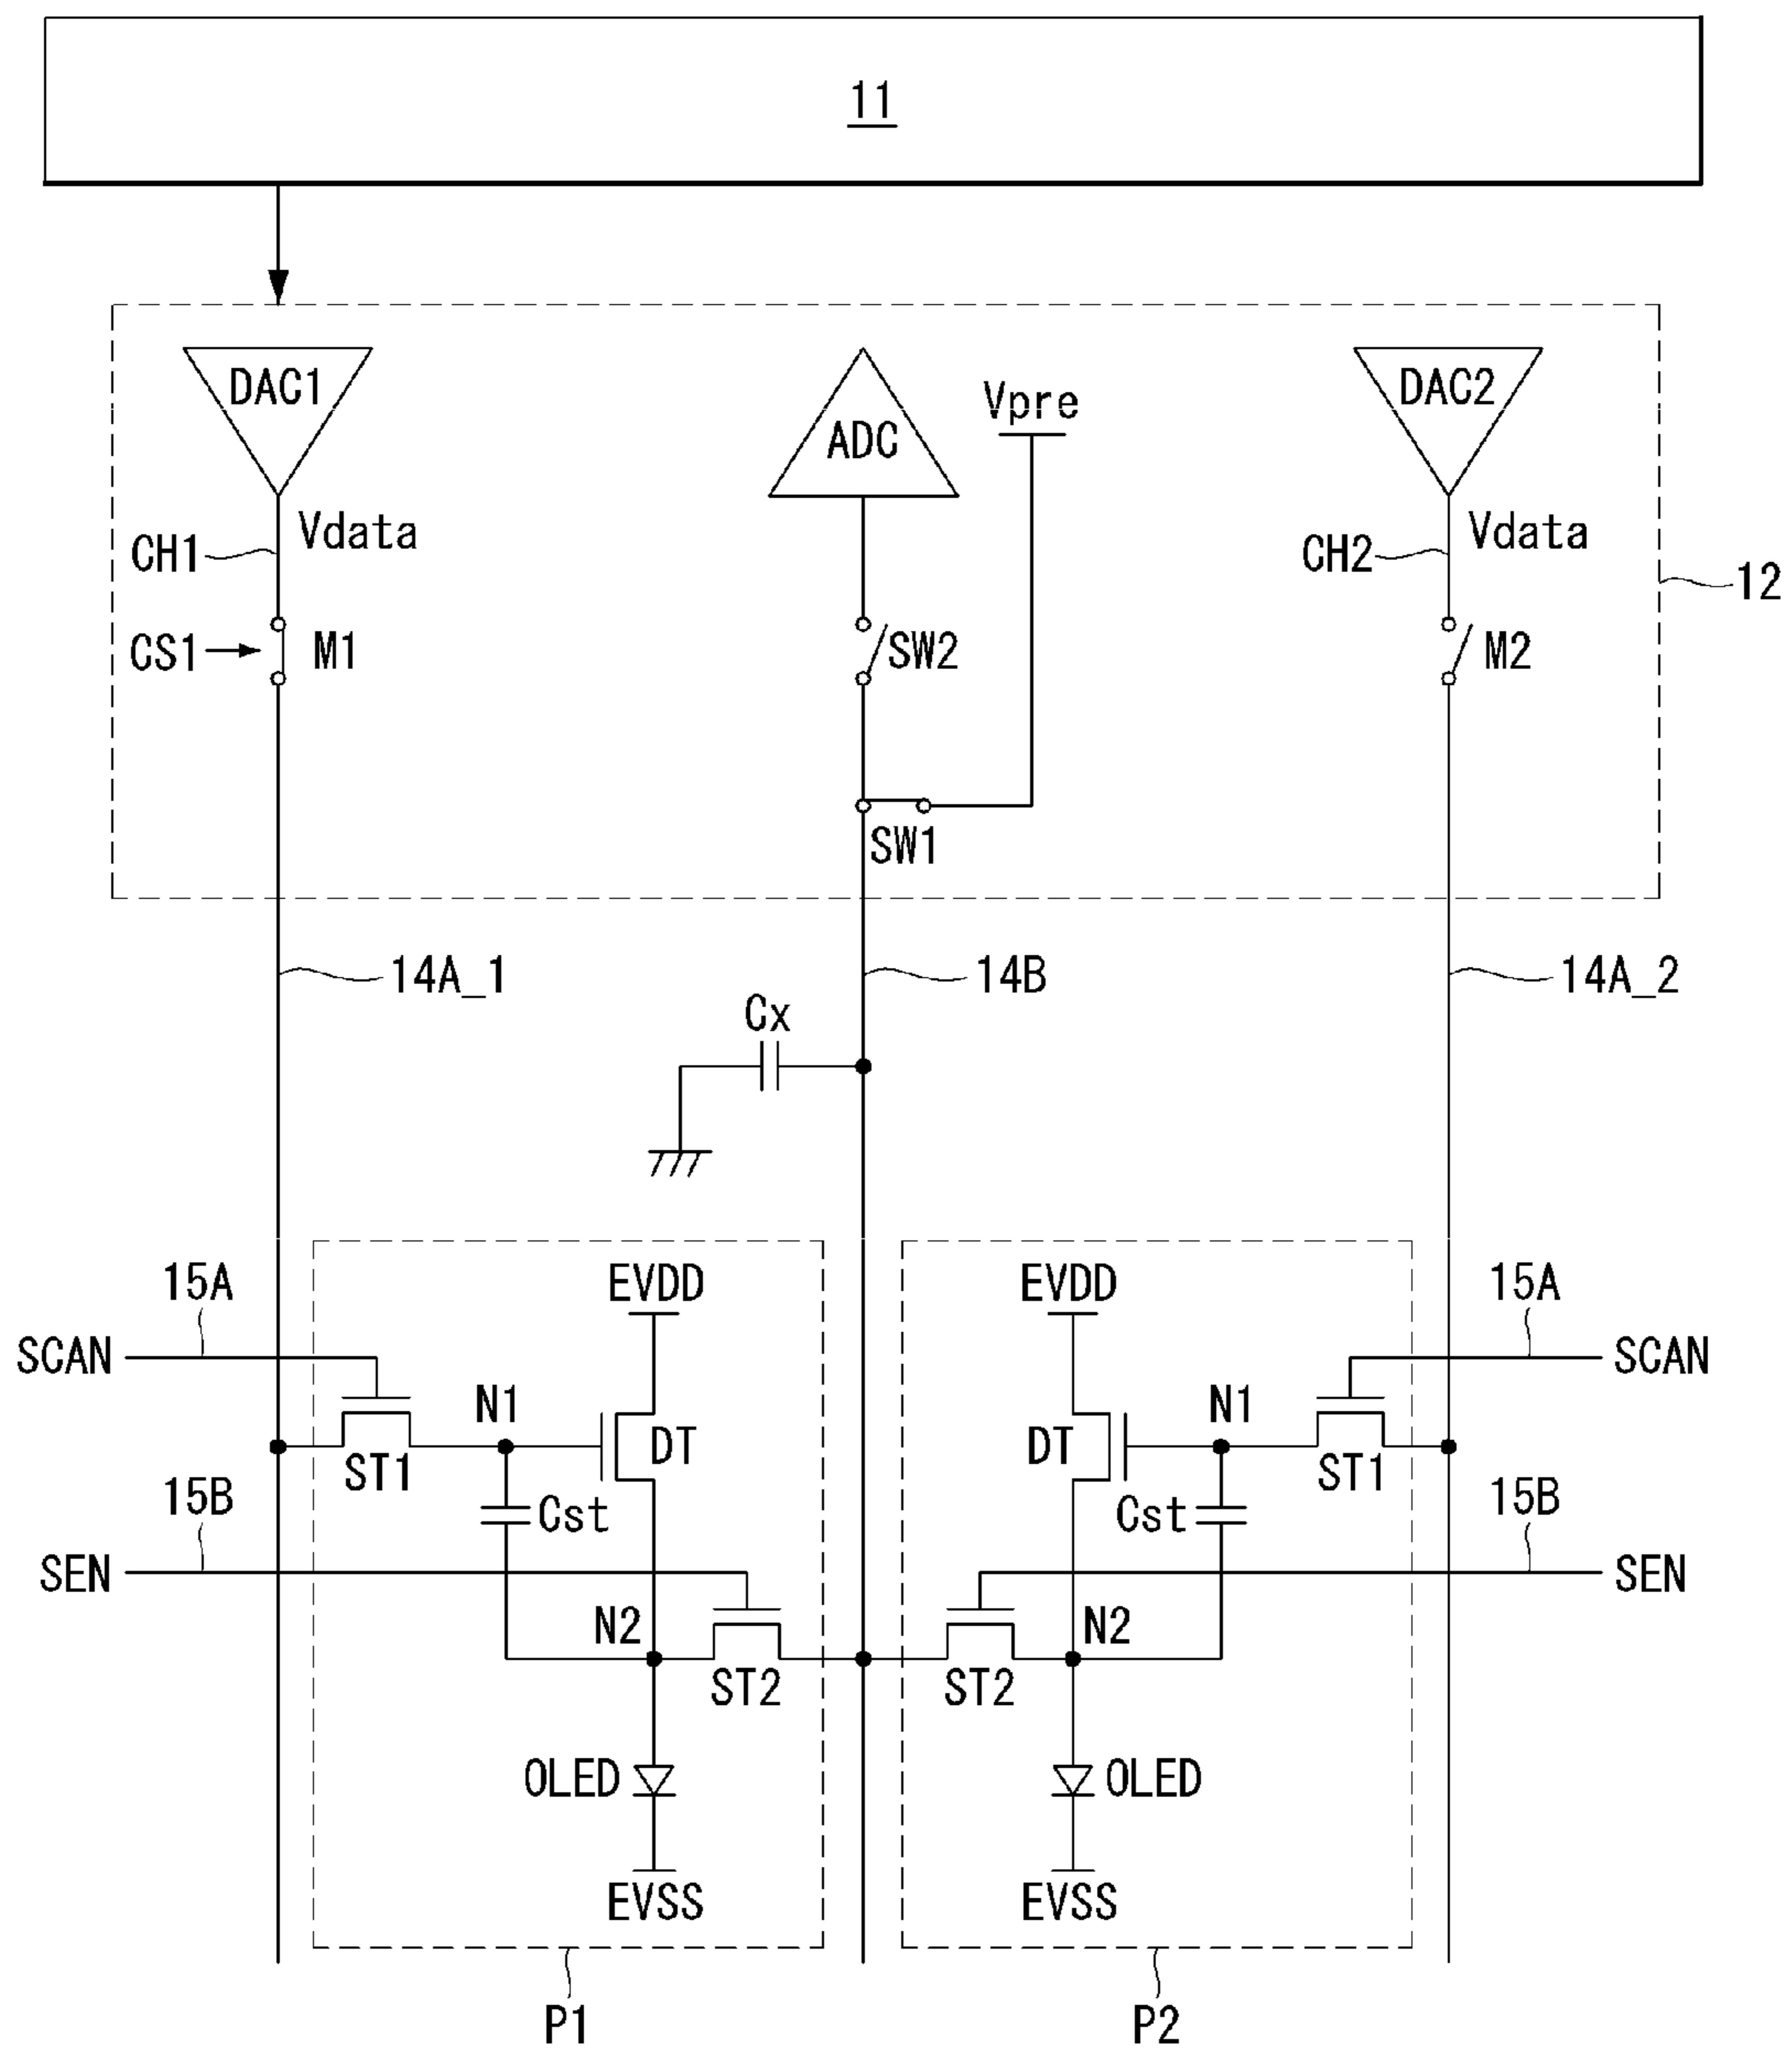 11
DAC1
ADC
Vpre
DAC2
CH1
Vdata
CH2
Vdata
12
CS1
M1
SW2
M2
SW1
14A_1
14B
14A_2
Cx
15A
EVDD
EVDD
15A
SCAN
SCAN
N1
DT
DT
N1
ST1
ST1
15B
Cst
Cst
15B
SEN
SEN
N2
N2
ST2
ST2
OLED
OLED
EVSS
EVSS
P1
P2